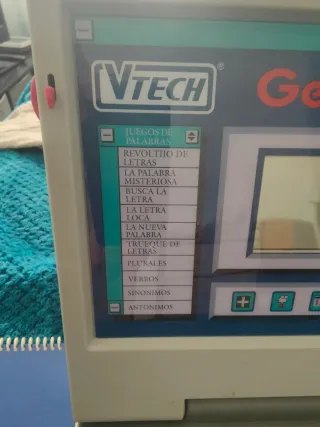 VTECH®
Ge
JUEGOS DE
PALABRAS
REVOLTIJO DE
LETRAS
LA PALABRA
MISTERIOSA
BUSCA LA
LETRA
LA LETRA
LOCA
LA NUEVA
PALABRA
TRUEQUE DE
LETRAS
PLURALES
VERBOS
SINONIMOS
ANTONIMOS